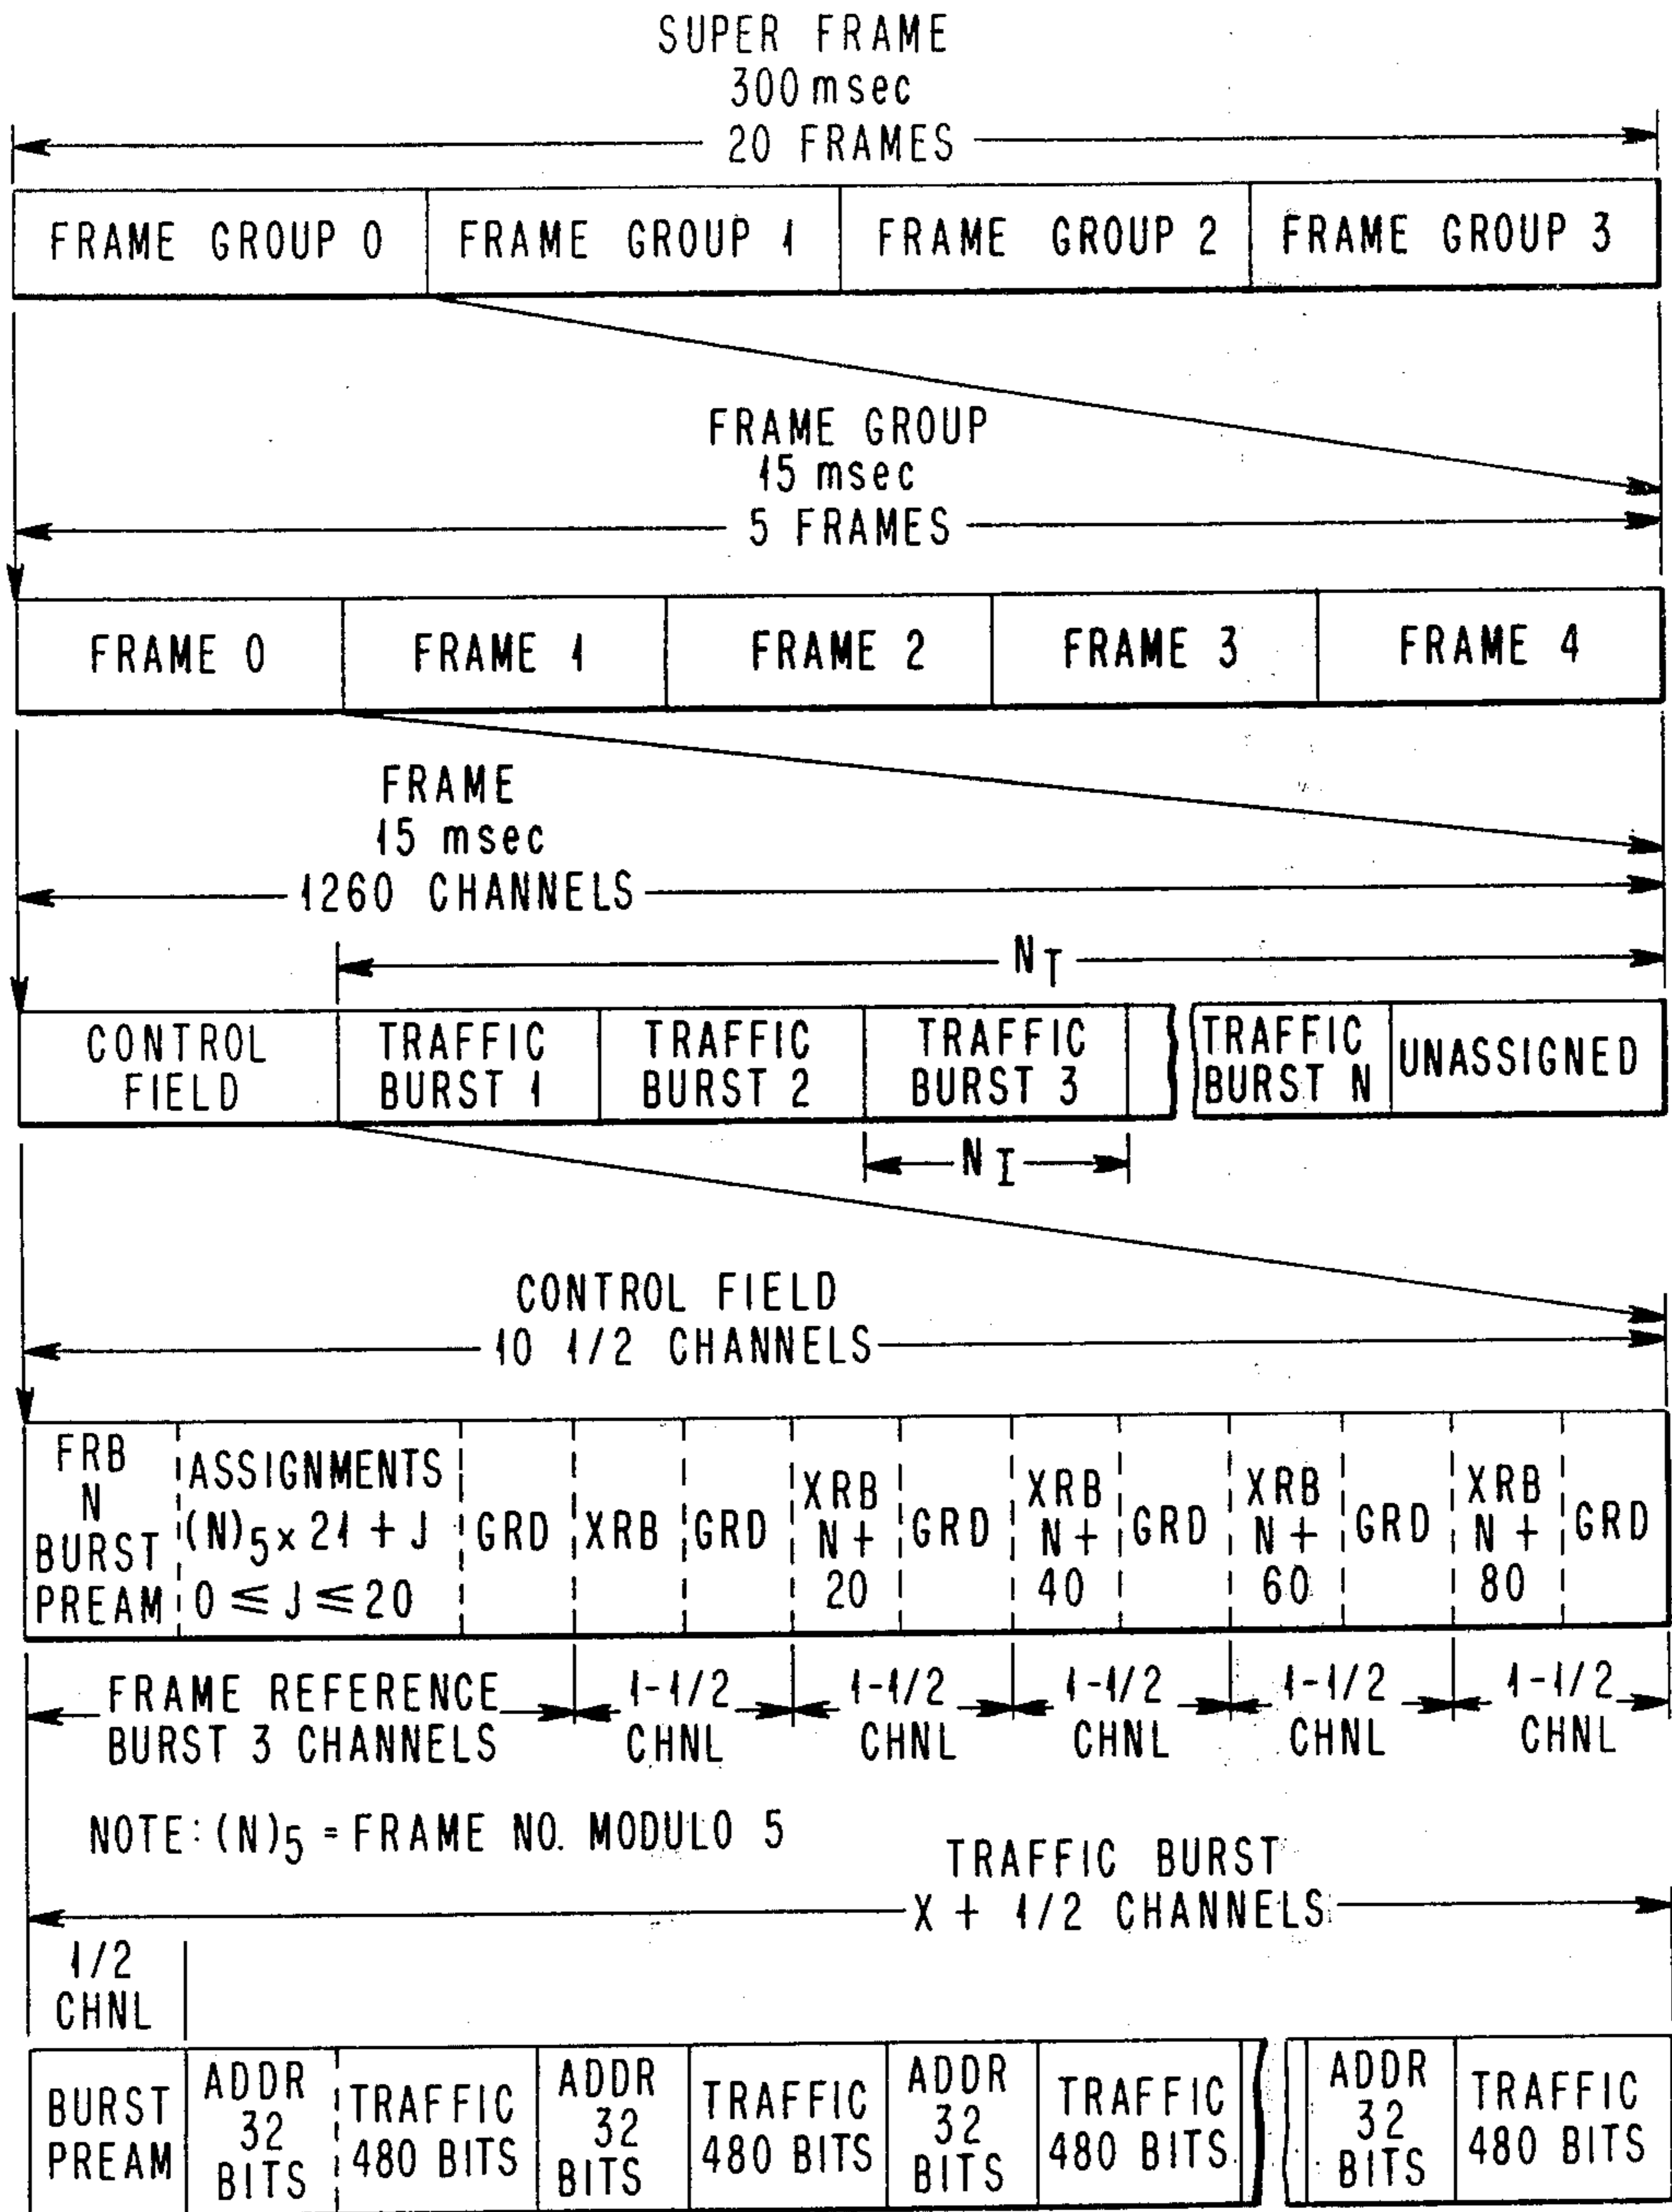 SUPER FRAME
300 msec
20 FRAMES
FRAME GROUP 0 FRAME GROUP 1 FRAME GROUP 2 FRAME GROUP 3
FRAME GROUP
15 msec
5 FRAMES
FRAME 0 FRAME 1 FRAME 2 FRAME 3 FRAME 4
FRAME
15 msec
1260 CHANNELS
N_T
CONTROL FIELD
TRAFFIC BURST 1
TRAFFIC BURST 2
TRAFFIC BURST 3
TRAFFIC BURST N
UNASSIGNED
N_I
CONTROL FIELD
10 1/2 CHANNELS
FRB
N
BURST
PREAM
ASSIGNMENTS
(N)5 x 21 + J
0 ≤ J ≤ 20
GRD
XRB
GRD
XRB
N +
20
GRD
XRB
N +
40
GRD
XRB
N +
60
GRD
XRB
N +
80
GRD
FRAME REFERENCE
BURST 3 CHANNELS
1-1/2
CHNL
1-1/2
CHNL
1-1/2
CHNL
1-1/2
CHNL
1-1/2
CHNL
NOTE: (N)5 = FRAME NO. MODULO 5
TRAFFIC BURST
X + 1/2 CHANNELS
1/2
CHNL
BURST
PREAM
ADDR
32
BITS
TRAFFIC
480 BITS
ADDR
32
BITS
TRAFFIC
480 BITS
ADDR
32
BITS
TRAFFIC
480 BITS
ADDR
32
BITS
TRAFFIC
480 BITS